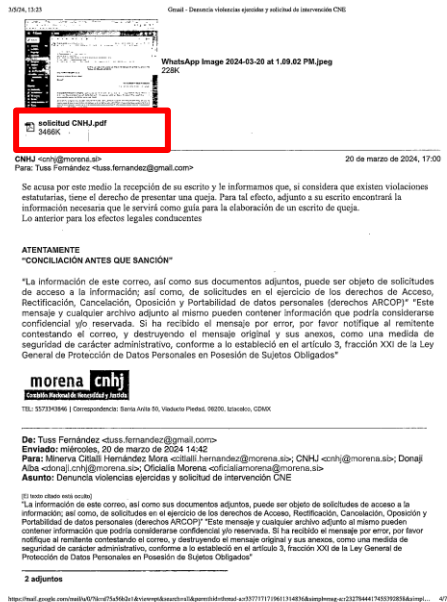 3/5/24, 13:23
Gmail - Denuncia violencias ejercidas y solicitud de intervención CNE
WhatsApp Image 2024-03-20 at 1.09.02 PM.jpeg
228K
solicitud CNHJ.pdf
3466K
CNHJ <cnhj@morena.si>
20 de marzo de 2024, 17:00
Para: Tuss Fernández <tuss.fernandez@gmail.com>
Se acusa por este medio la recepción de su escrito y le informamos que, si considera que existen violaciones
estatutarias, tiene el derecho de presentar una queja. Para tal efecto, adjunto a su escrito encontrará la
información necesaria que le servirá como guía para la elaboración de un escrito de queja.
Lo anterior para los efectos legales conducentes
ATENTAMENTE
“CONCILIACIÓN ANTES QUE SANCIÓN”
"La información de este correo, así como sus documentos adjuntos, puede ser objeto de solicitudes
de acceso a la información; así como, de solicitudes en el ejercicio de los derechos de Acceso,
Rectificación, Cancelación, Oposición y Portabilidad de datos personales (derechos ARCOP)" "Este
mensaje y cualquier archivo adjunto al mismo pueden contener información que podría considerarse
confidencial y/o reservada. Si ha recibido el mensaje por error, por favor notifique al remitente
contestando el correo, y destruyendo el mensaje original y sus anexos, como una medida de
seguridad de carácter administrativo, conforme a lo establecido en el artículo 3, fracción XXI de la Ley
General de Protección de Datos Personales en Posesión de Sujetos Obligados"
morena cnhj
Comisión Nacional de Honestidad y Justicia
TEL: 5573343946 | Correspondencia: Santa Anita 50, Viaducto Piedad, 08200, Iztacalco, CDMX
De: Tuss Fernández <tuss.fernandez@gmail.com>
Enviado: miércoles, 20 de marzo de 2024 14:42
Para: Minerva Citlalli Hernández Mora <citlalli.hernandez@morena.si>; CNHJ <cnhj@morena.si>; Donají
Alba <donaji.cnhj@morena.si>; Oficialía Morena <oficialiamorena@morena.si>
Asunto: Denuncia violencias ejercidas y solicitud de intervención CNE
[El texto citado está oculto]
"La información de este correo, así como sus documentos adjuntos, puede ser objeto de solicitudes de acceso a la
información; así como, de solicitudes en el ejercicio de los derechos de Acceso, Rectificación, Cancelación, Oposición y
Portabilidad de datos personales (derechos ARCOP)" "Este mensaje y cualquier archivo adjunto al mismo pueden contener
información que podría considerarse confidencial y/o reservada. Si ha recibido el mensaje por error, por favor
notifique al remitente contestando el correo, y destruyendo el mensaje original y sus anexos, como una medida de
seguridad de carácter administrativo, conforme a lo establecido en el artículo 3, fracción XXI de la Ley General de
Protección de Datos Personales en Posesión de Sujetos Obligados"
2 adjuntos
4/7